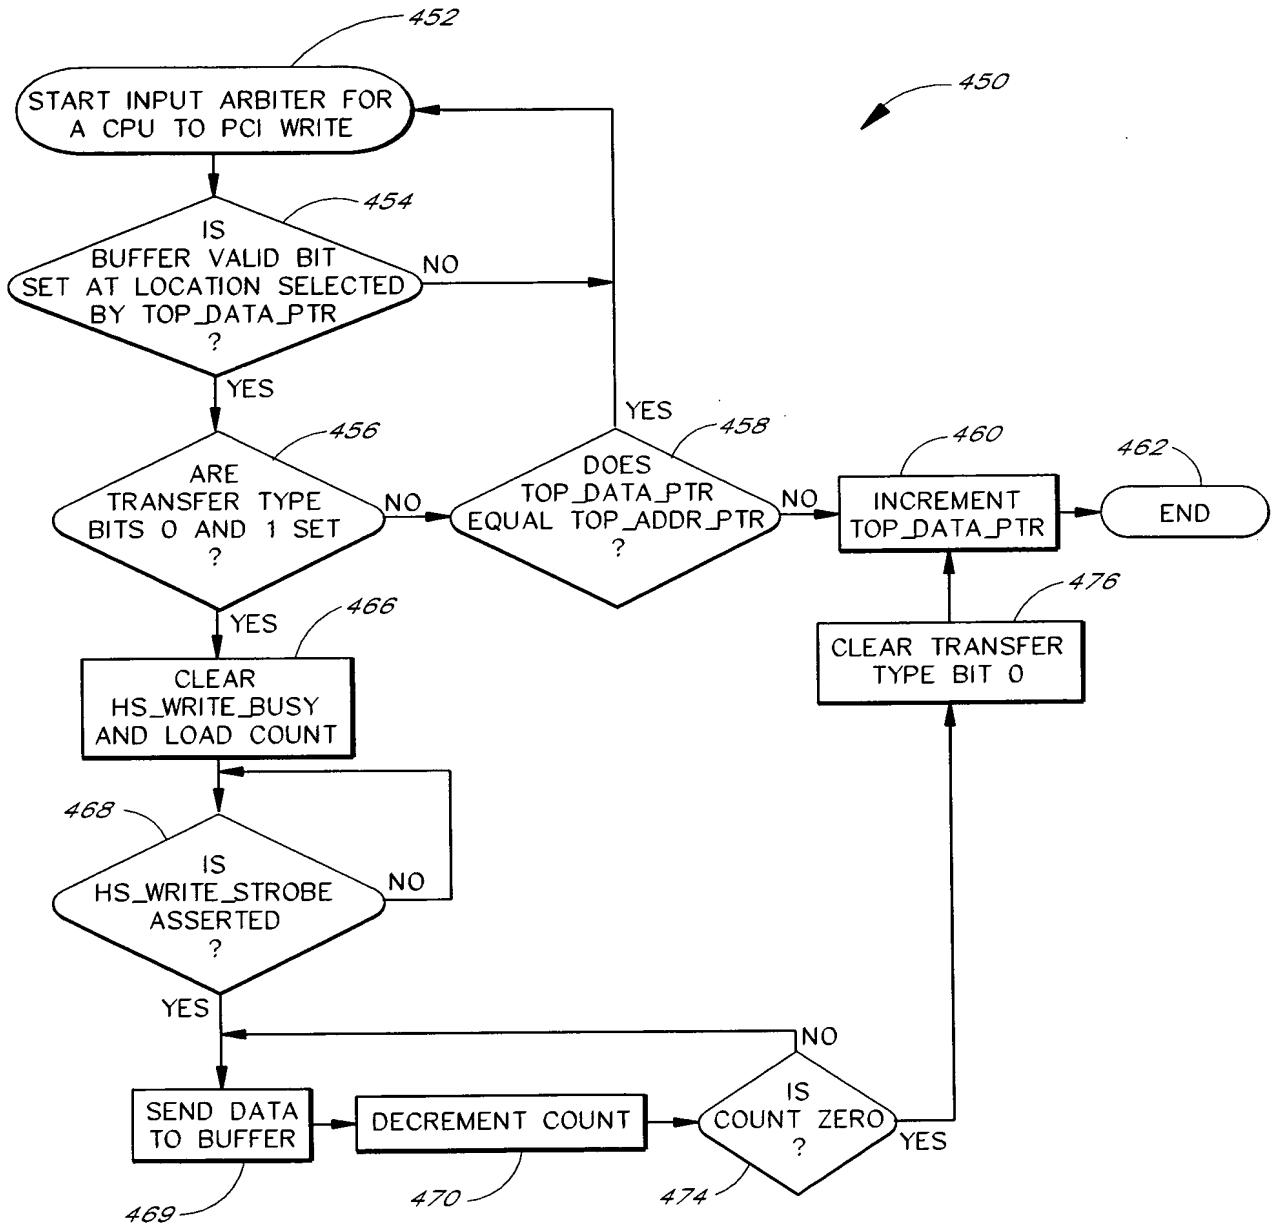 452
START INPUT ARBITER FOR
A CPU TO PCI WRITE
450
454
IS
BUFFER VALID BIT
SET AT LOCATION SELECTED
BY TOP_DATA_PTR
?
NO
YES
456
ARE
TRANSFER TYPE
BITS 0 AND 1 SET
?
NO
YES
YES
458
DOES
TOP_DATA_PTR
EQUAL TOP_ADDR_PTR
?
NO
460
INCREMENT
TOP_DATA_PTR
462
END
476
CLEAR TRANSFER
TYPE BIT 0
466
CLEAR
HS_WRITE_BUSY
AND LOAD COUNT
468
IS
HS_WRITE_STROBE
ASSERTED
?
NO
YES
SEND DATA
TO BUFFER
469
DECREMENT COUNT
470
NO
IS
COUNT ZERO
?
YES
474